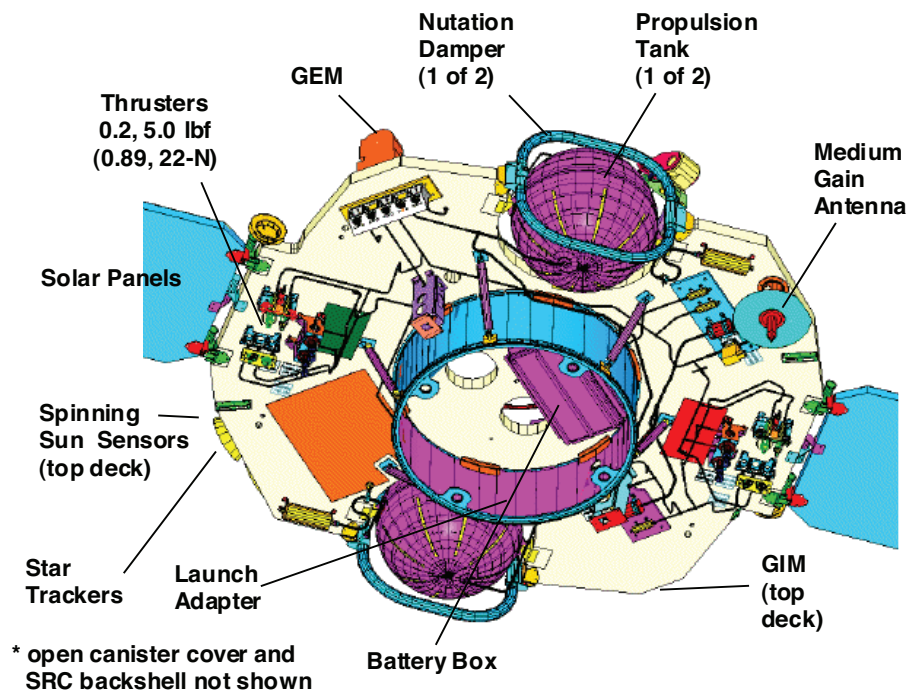 Nutation
Damper
(1 of 2)
Propulsion
Tank
(1 of 2)
GEM
Thrusters
0.2, 5.0 lbf
(0.89, 22-N)
Medium
Gain
Antenna
Solar Panels
Spinning
Sun Sensors
(top deck)
Star
Trackers
Launch
Adapter
Battery Box
GIM
(top
deck)
* open canister cover and
SRC backshell not shown